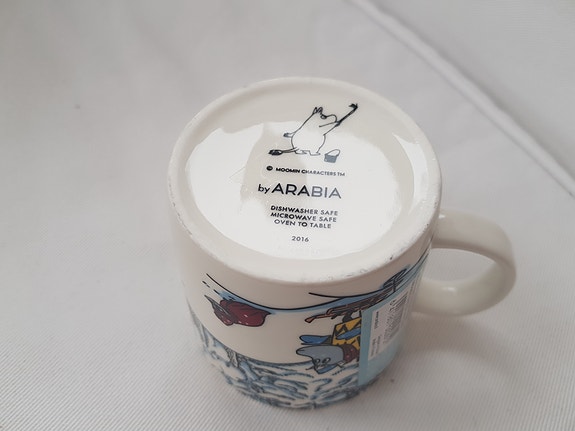 © MOOMIN CHARACTERS TM
by ARABIA
DISHWASHER SAFE
MICROWAVE SAFE
OVEN TO TABLE
2016